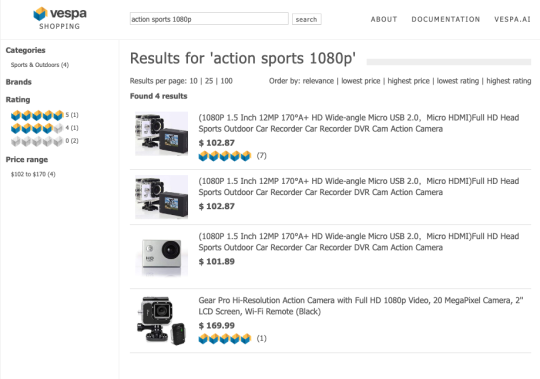 vespa
SHOPPING
action sports 1080p
search
ABOUT DOCUMENTATION VESPA.AI
Categories
Sports & Outdoors (4)
Brands
Rating
5 (1)
4 (1)
0 (2)
Price range
$102 to $170 (4)
Results for 'action sports 1080p'
Results per page: 10 | 25 | 100
Order by: relevance | lowest price | highest price | lowest rating | highest rating
Found 4 results
(1080P 1.5 Inch 12MP 170°A+ HD Wide-angle Micro USB 2.0, Micro HDMI)Full HD Head
Sports Outdoor Car Recorder Car Recorder DVR Cam Action Camera
$ 102.87
(7)
(1080P 1.5 Inch 12MP 170°A+ HD Wide-angle Micro USB 2.0, Micro HDMI)Full HD Head
Sports Outdoor Car Recorder Car Recorder DVR Cam Action Camera
$ 102.87
(1080P 1.5 Inch 12MP 170°A+ HD Wide-angle Micro USB 2.0, Micro HDMI)Full HD Head
Sports Outdoor Car Recorder Car Recorder DVR Cam Action Camera
$ 101.89
Gear Pro Hi-Resolution Action Camera with Full HD 1080p Video, 20 MegaPixel Camera, 2"
LCD Screen, Wi-Fi Remote (Black)
$ 169.99
(1)